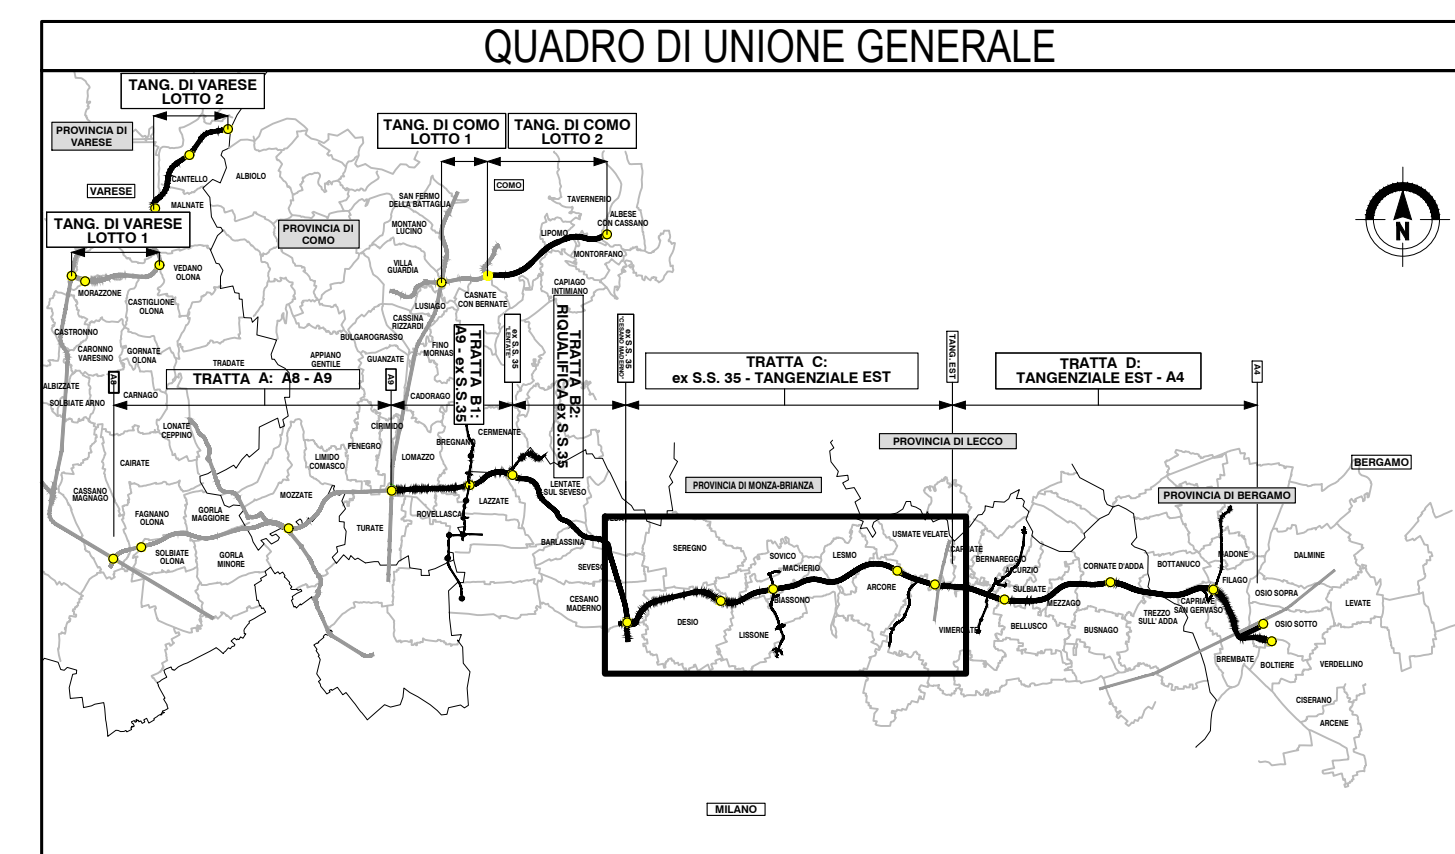 QUADRO DI UNIONE GENERALE
TANG. DI VARESE
LOTTO 2
PROVINCIA DI
VARESE
VARESE
CANTELLO
ALBIOLO
MALNATE
TANG. DI VARESE
LOTTO 1
PROVINCIA DI
COMO
TANG. DI COMO
LOTTO 1
TANG. DI COMO
LOTTO 2
COMO
SAN FERMO
DELLA BATTAGLIA
MONTANO
LUCINO
TAVERNERIO
ALBESE
CON CASSANO
LIPOMO
MONTORFANO
N
VEDANO
OLONA
MORAZZONE
CASTIGLIONE
OLONA
VILLA
GUARDIA
LUSIAGO
CASNATE
CON BERNATE
CAPIAGO
INTIMIANO
CASSINA
RIZZARDI
BULGAROGRASSO
FINO
MORNAS
CASTRONNO
CARONNO
VARESINO
GORNATE
OLONA
TRADATE
APPIANO
GENTILE
GUANZATE
ALBIZZATE
SOLBIATE ARNO
A8
CARNAGO
TRATTA A: A8 - A9
A9
CADORAGO
TRATTA B1:
A9 - ex S.S.35
ex S.S. 35
"LENTATE"
TRATTA B2:
RIQUALIFICA ex S.S.35
ex S.S. 35
"CESANO MADERNO"
TRATTA C:
ex S.S. 35 - TANGENZIALE EST
TANG. EST
TRATTA D:
TANGENZIALE EST - A4
A4
LONATE
CEPPINO
CIRIMIDO
FENEGRO
LIMIDO
COMASCO
LOMAZZO
BREGNANO
CERMENATE
CAIRATE
PROVINCIA DI LECCO
BERGAMO
CASSANO
MAGNAGO
MOZZATE
LAZZATE
LENTATE
SUL SEVESO
PROVINCIA DI MONZA-BRIANZA
PROVINCIA DI BERGAMO
FAGNANO
OLONA
GORLA
MAGGIORE
TURATE
ROVELLASCA
BARLASSINA
SOLBIATE
OLONA
GORLA
MINORE
SEVESO
CESANO
MADERNO
SEREGNO
SOVICO
MACHERIO
LESMO
USMATE VELATE
ARCORE
BIASSONO
DESIO
LISSONE
BERNAREGGIO
SULBIATE
MEZZAGO
BELLUSCO
CORNATE D'ADDA
BUSNAGO
BOTTANUCO
TREZZO
SULL' ADDA
MADONE
FILAGO
SAN GERVASO
DALMINE
OSIO SOPRA
LEVATE
OSIO SOTTO
BREMBATE
BOLTIERE
VERDELLINO
CISERANO
ARCENE
MILANO